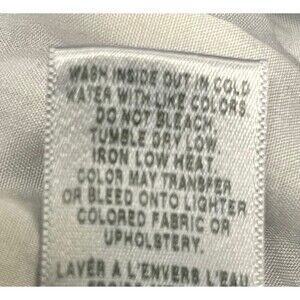 WASH INSIDE OUT IN COLD
WATER WITH LIKE COLORS.
DO NOT BLEACH.
TUMBLE DRY LOW.
IRON LOW HEAT.
COLOR MAY TRANSFER
OR BLEED ONTO LIGHTER
COLORED FABRIC OR
UPHOLSTERY.
LAVER À L'ENVERS L'EAU